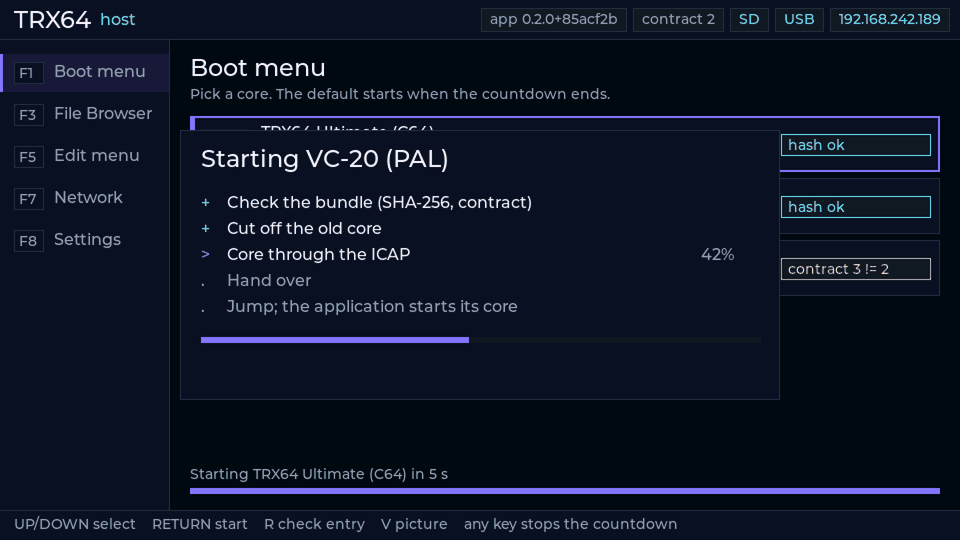 TRX64 host
app 0.2.0+85acf2b
contract 2
SD
USB
192.168.242.189
F1 Boot menu
F3 File Browser
F5 Edit menu
F7 Network
F8 Settings
Boot menu
Pick a core. The default starts when the countdown ends.
TRX64 Ultimate (C64)
hash ok
hash ok
contract 3 != 2
Starting VC-20 (PAL)
+ Check the bundle (SHA-256, contract)
+ Cut off the old core
> Core through the ICAP 42%
. Hand over
. Jump; the application starts its core
Starting TRX64 Ultimate (C64) in 5 s
UP/DOWN select RETURN start R check entry V picture any key stops the countdown